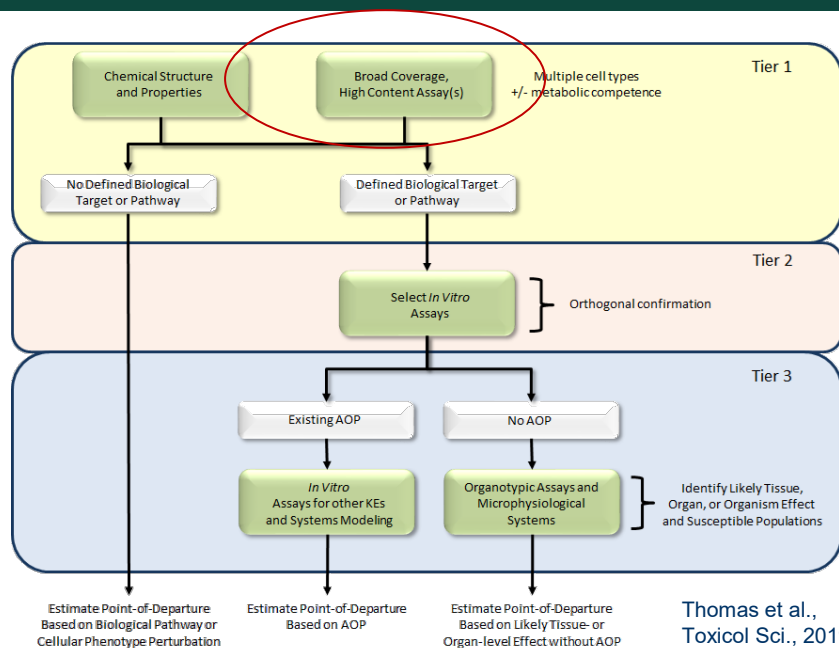 Tier 1
Chemical Structure
and Properties
Broad Coverage,
High Content Assay(s)
Multiple cell types
+/- metabolic competence
No Defined Biological
Target or Pathway
Defined Biological Target
or Pathway
Tier 2
Select In Vitro
Assays
Orthogonal confirmation
Tier 3
Existing AOP
No AOP
In Vitro
Assays for other KEs
and Systems Modeling
Organotypic Assays and
Microphysiological
Systems
Identify Likely Tissue,
Organ, or Organism Effect
and Susceptible Populations
Estimate Point-of-Departure
Based on Biological Pathway or
Cellular Phenotype Perturbation
Estimate Point-of-Departure
Based on AOP
Estimate Point-of-Departure
Based on Likely Tissue- or
Organ-level Effect without AOP
Thomas et al.,
Toxicol Sci., 201